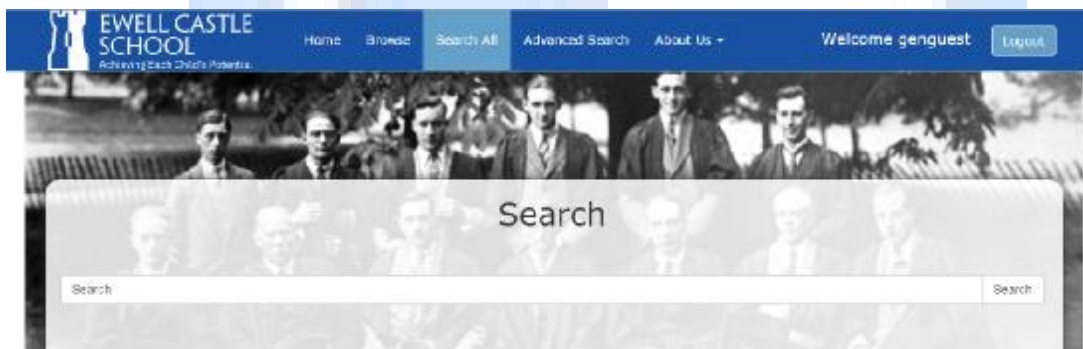 EWELL CASTLE
SCHOOL
Achieving Each Child's Potential
Home Browse Search All Advanced Search About Us Welcome genguest Logout
Search
Search Search